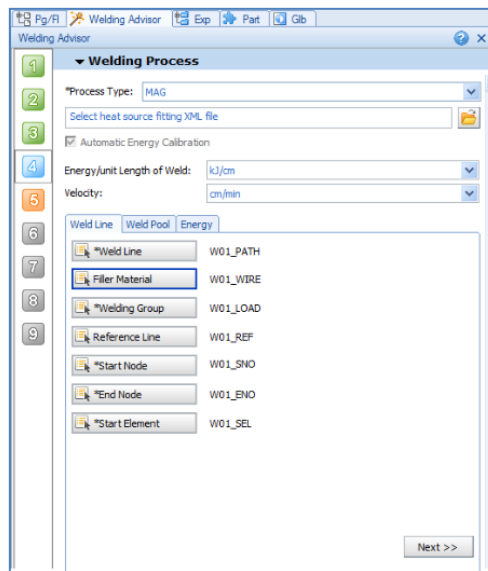 Pg/Fl Welding Advisor Exp Part Glb
Welding Advisor
1
Welding Process
2
*Process Type: MAG
Select heat source fitting XML file
3
Automatic Energy Calibration
4
Energy/unit Length of Weld: kJ/cm
Velocity: cm/min
5
Weld Line Weld Pool Energy
6
*Weld Line W01_PATH
7
Filler Material W01_WIRE
8
*Welding Group W01_LOAD
9
Reference Line W01_REF
*Start Node W01_SNO
*End Node W01_ENO
*Start Element W01_SEL
Next >>